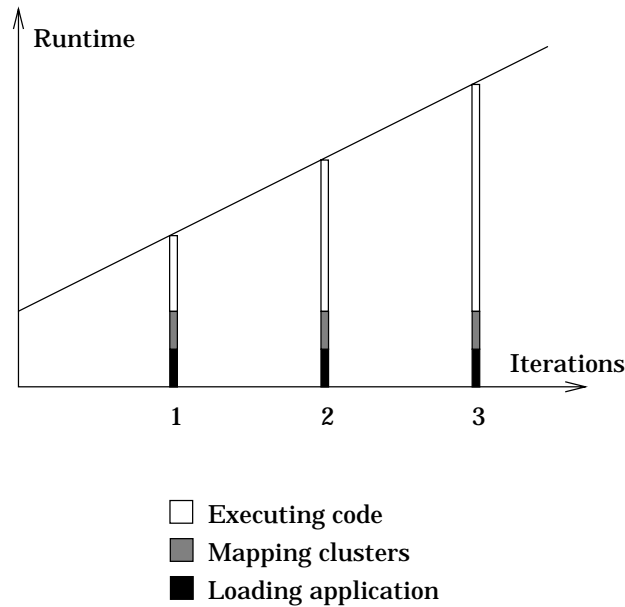 Runtime
Iterations
1 2 3
Executing code
Mapping clusters
Loading application